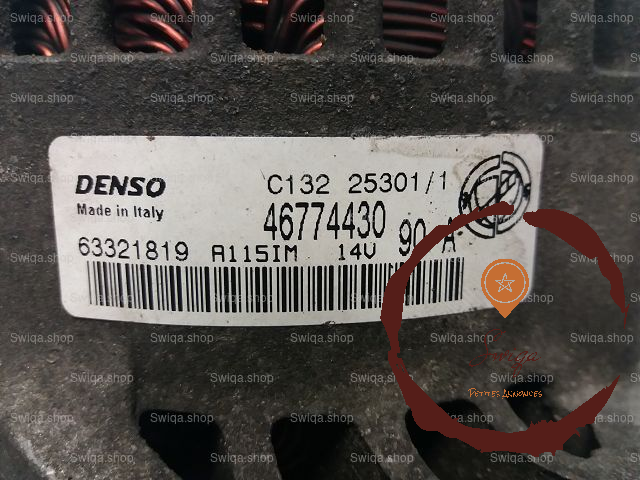 DENSO
Made in Italy
C132 25301/1
46774430
90 A
63321819 A115IM 14V
Swiqa
PETITES ANNONCES
Swiqa.shop